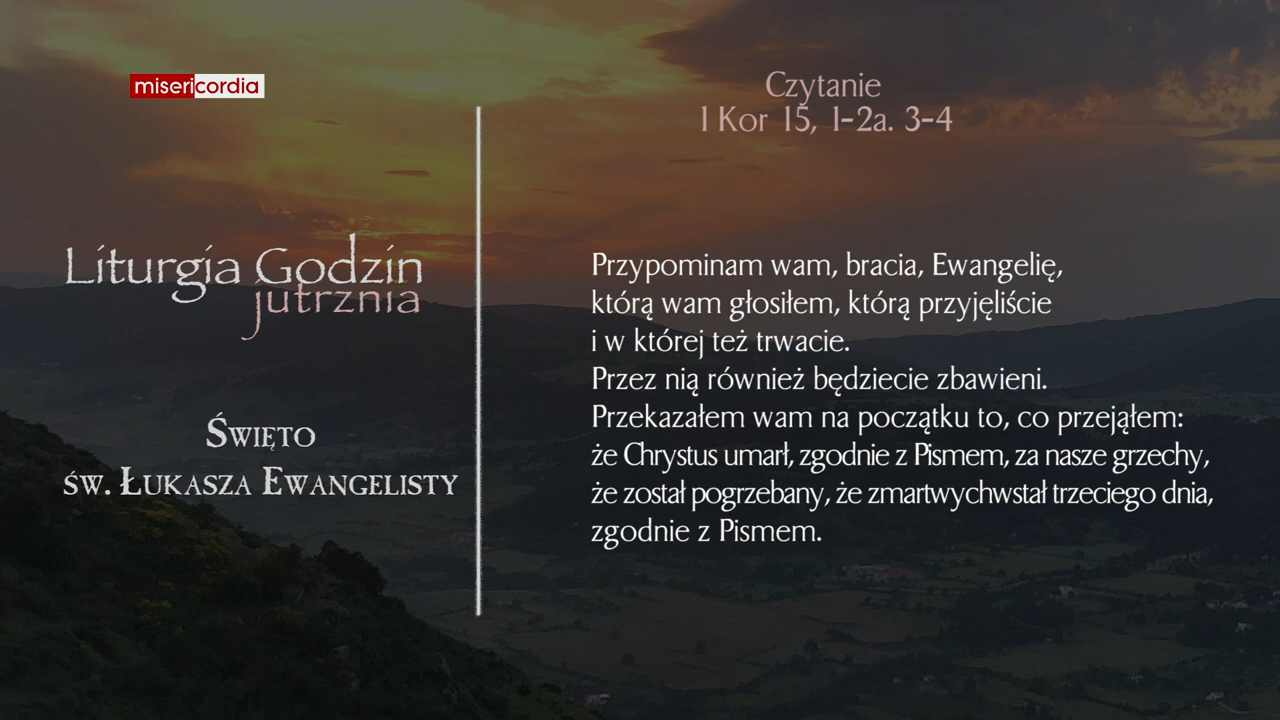 misericordia
Liturgia Godzin
jutrznia
Święto
św. Łukasza Ewangelisty
Czytanie
1 Kor 15, 1-2a. 3-4
Przypominam wam, bracia, Ewangelię,
którą wam głosiłem, którą przyjęliście
i w której też trwacie.
Przez nią również będziecie zbawieni.
Przekazałem wam na początku to, co przejąłem:
że Chrystus umarł, zgodnie z Pismem, za nasze grzechy,
że został pogrzebany, że zmartwychwstał trzeciego dnia,
zgodnie z Pismem.